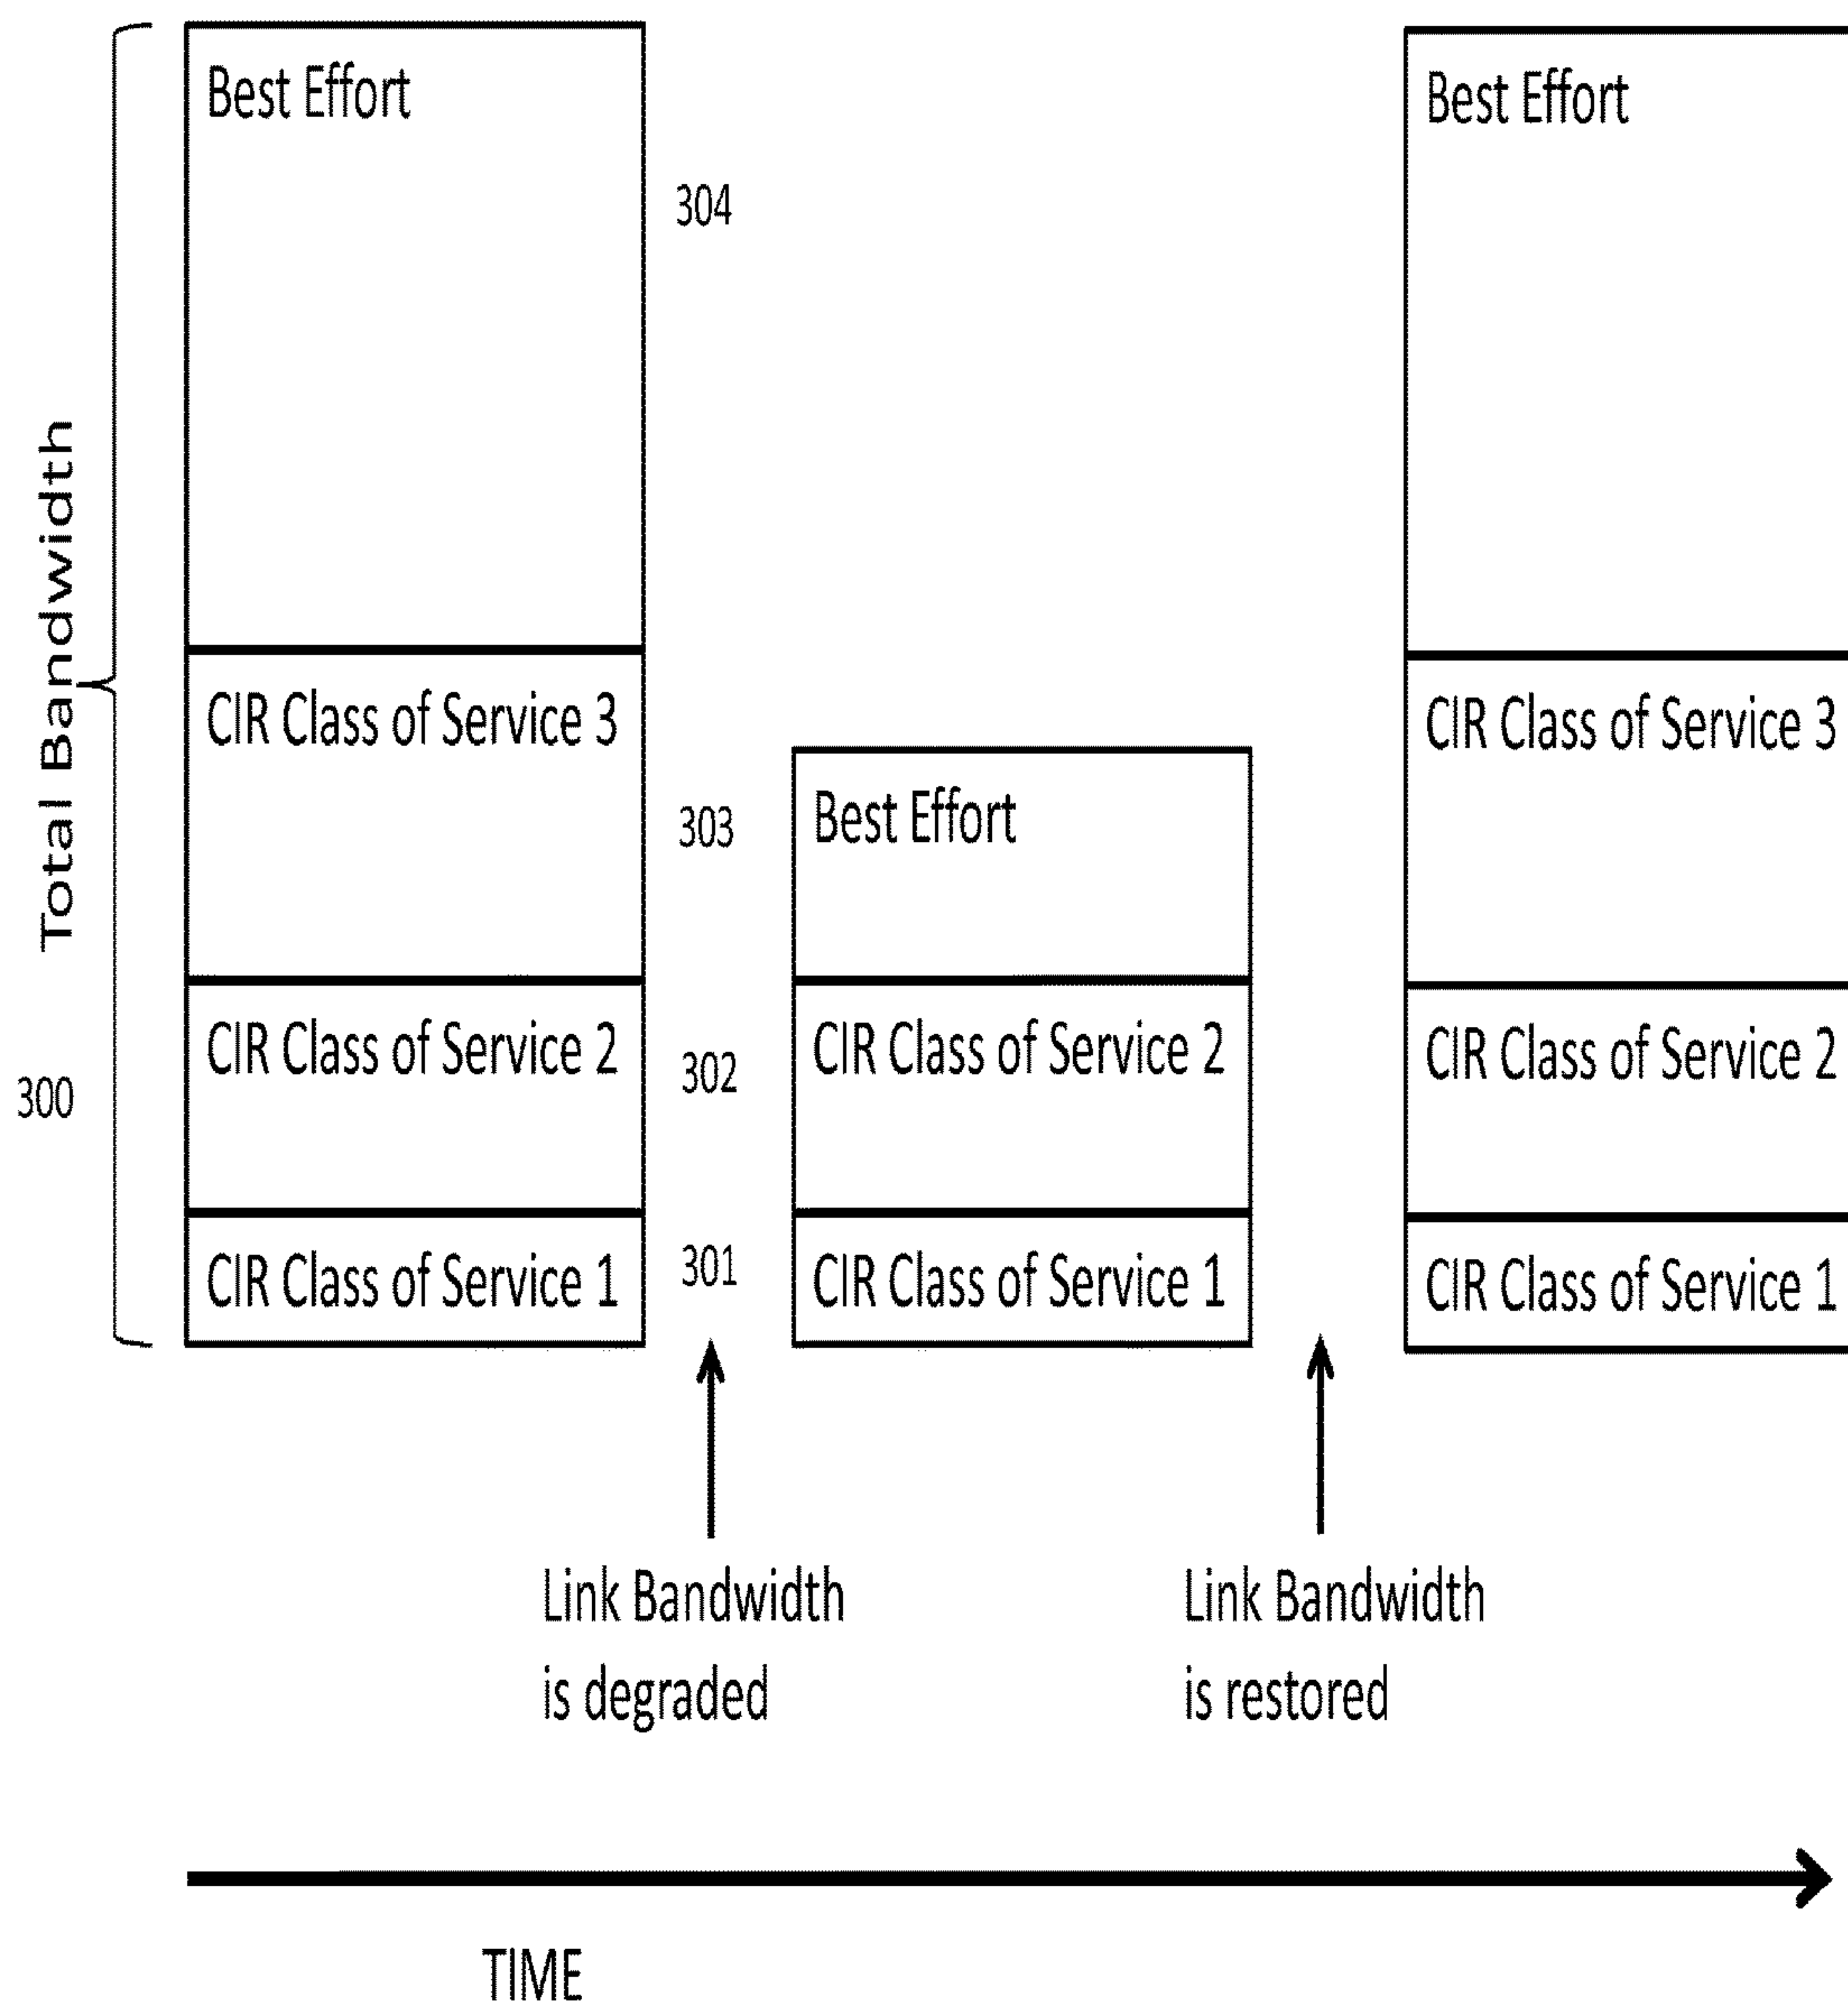 Total Bandwidth
300
Best Effort
CIR Class of Service 3
CIR Class of Service 2
CIR Class of Service 1
304
303
302
301
Best Effort
CIR Class of Service 2
CIR Class of Service 1
Best Effort
CIR Class of Service 3
CIR Class of Service 2
CIR Class of Service 1
Link Bandwidth
is degraded
Link Bandwidth
is restored
TIME